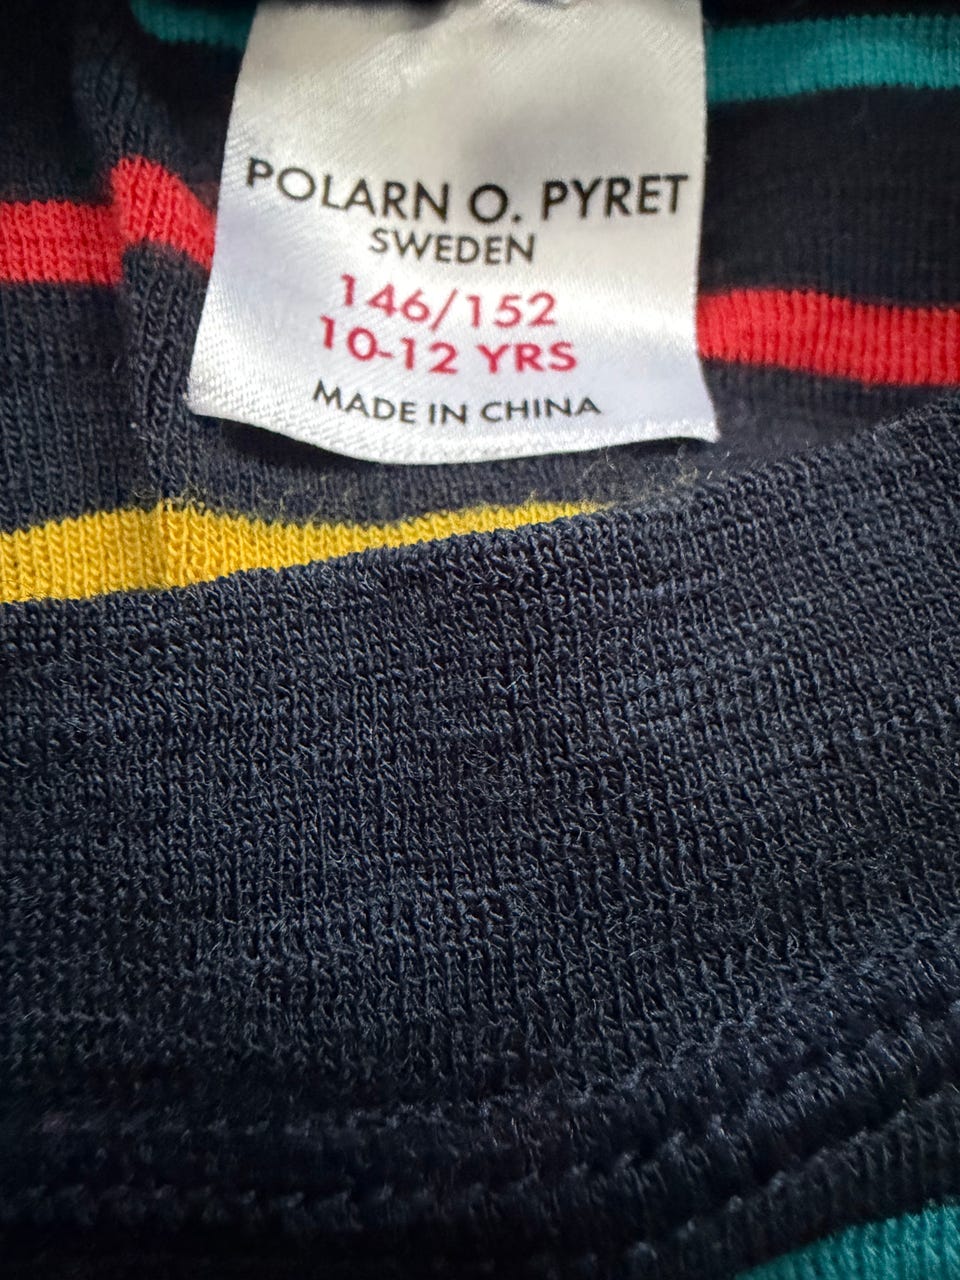 POLARN O. PYRET
SWEDEN
146/152
10-12 YRS
MADE IN CHINA